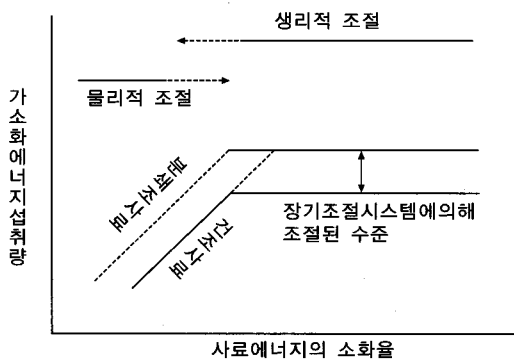 생리적 조절
물리적 조절
가소화에너지섭취량
분쇄조사료
건조사료
장기조절시스템에의해
조절된 수준
사료에너지의 소화율